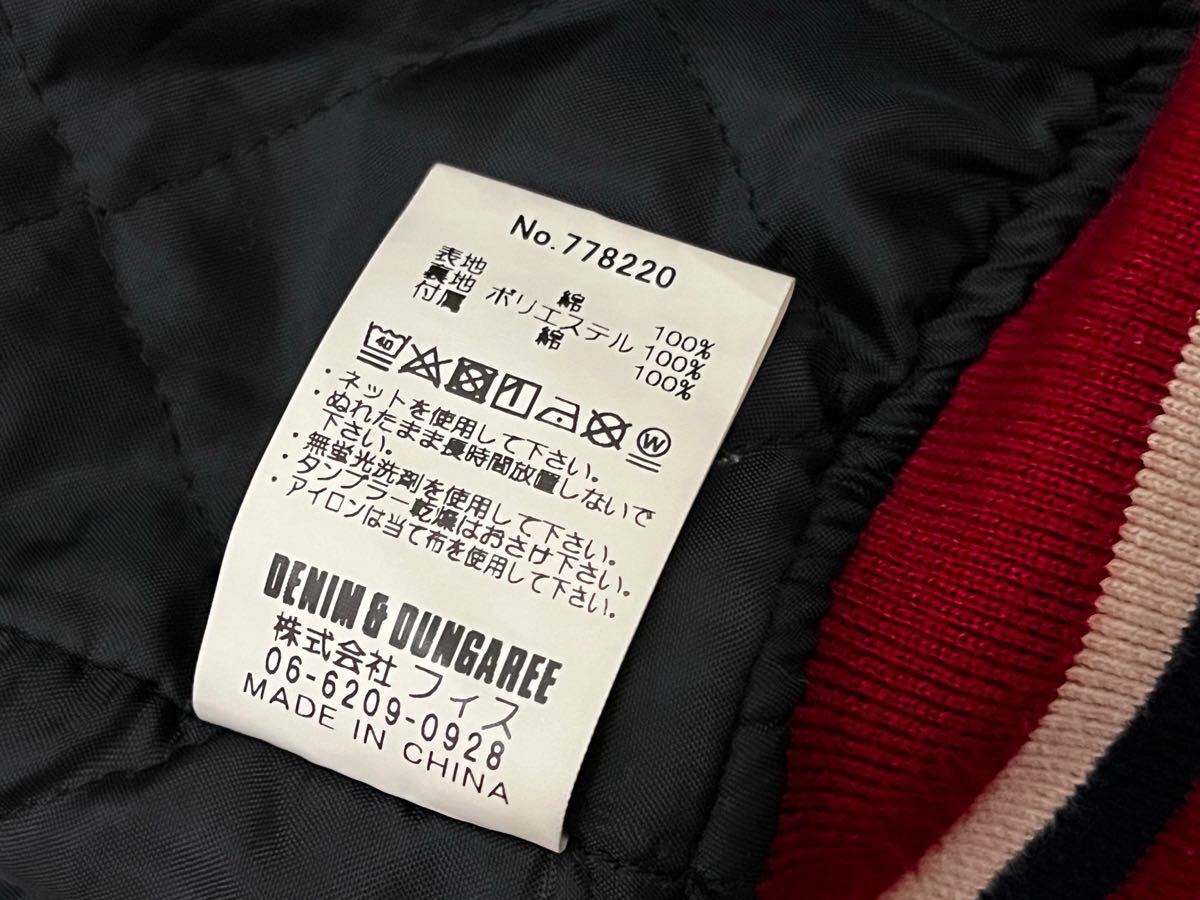 No.778220
表地 綿 100%
裏地 ポリエステル 100%
付属 綿 100%
40 W
・ネットを使用して下さい。
・ぬれたまま長時間放置しないで
下さい。
・無蛍光洗剤を使用して下さい。
・タンブラー乾燥はおさけ下さい。
・アイロンは当て布を使用して下さい。
DENIM & DUNGAREE
株式会社 フィス
06-6209-0928
MADE IN CHINA